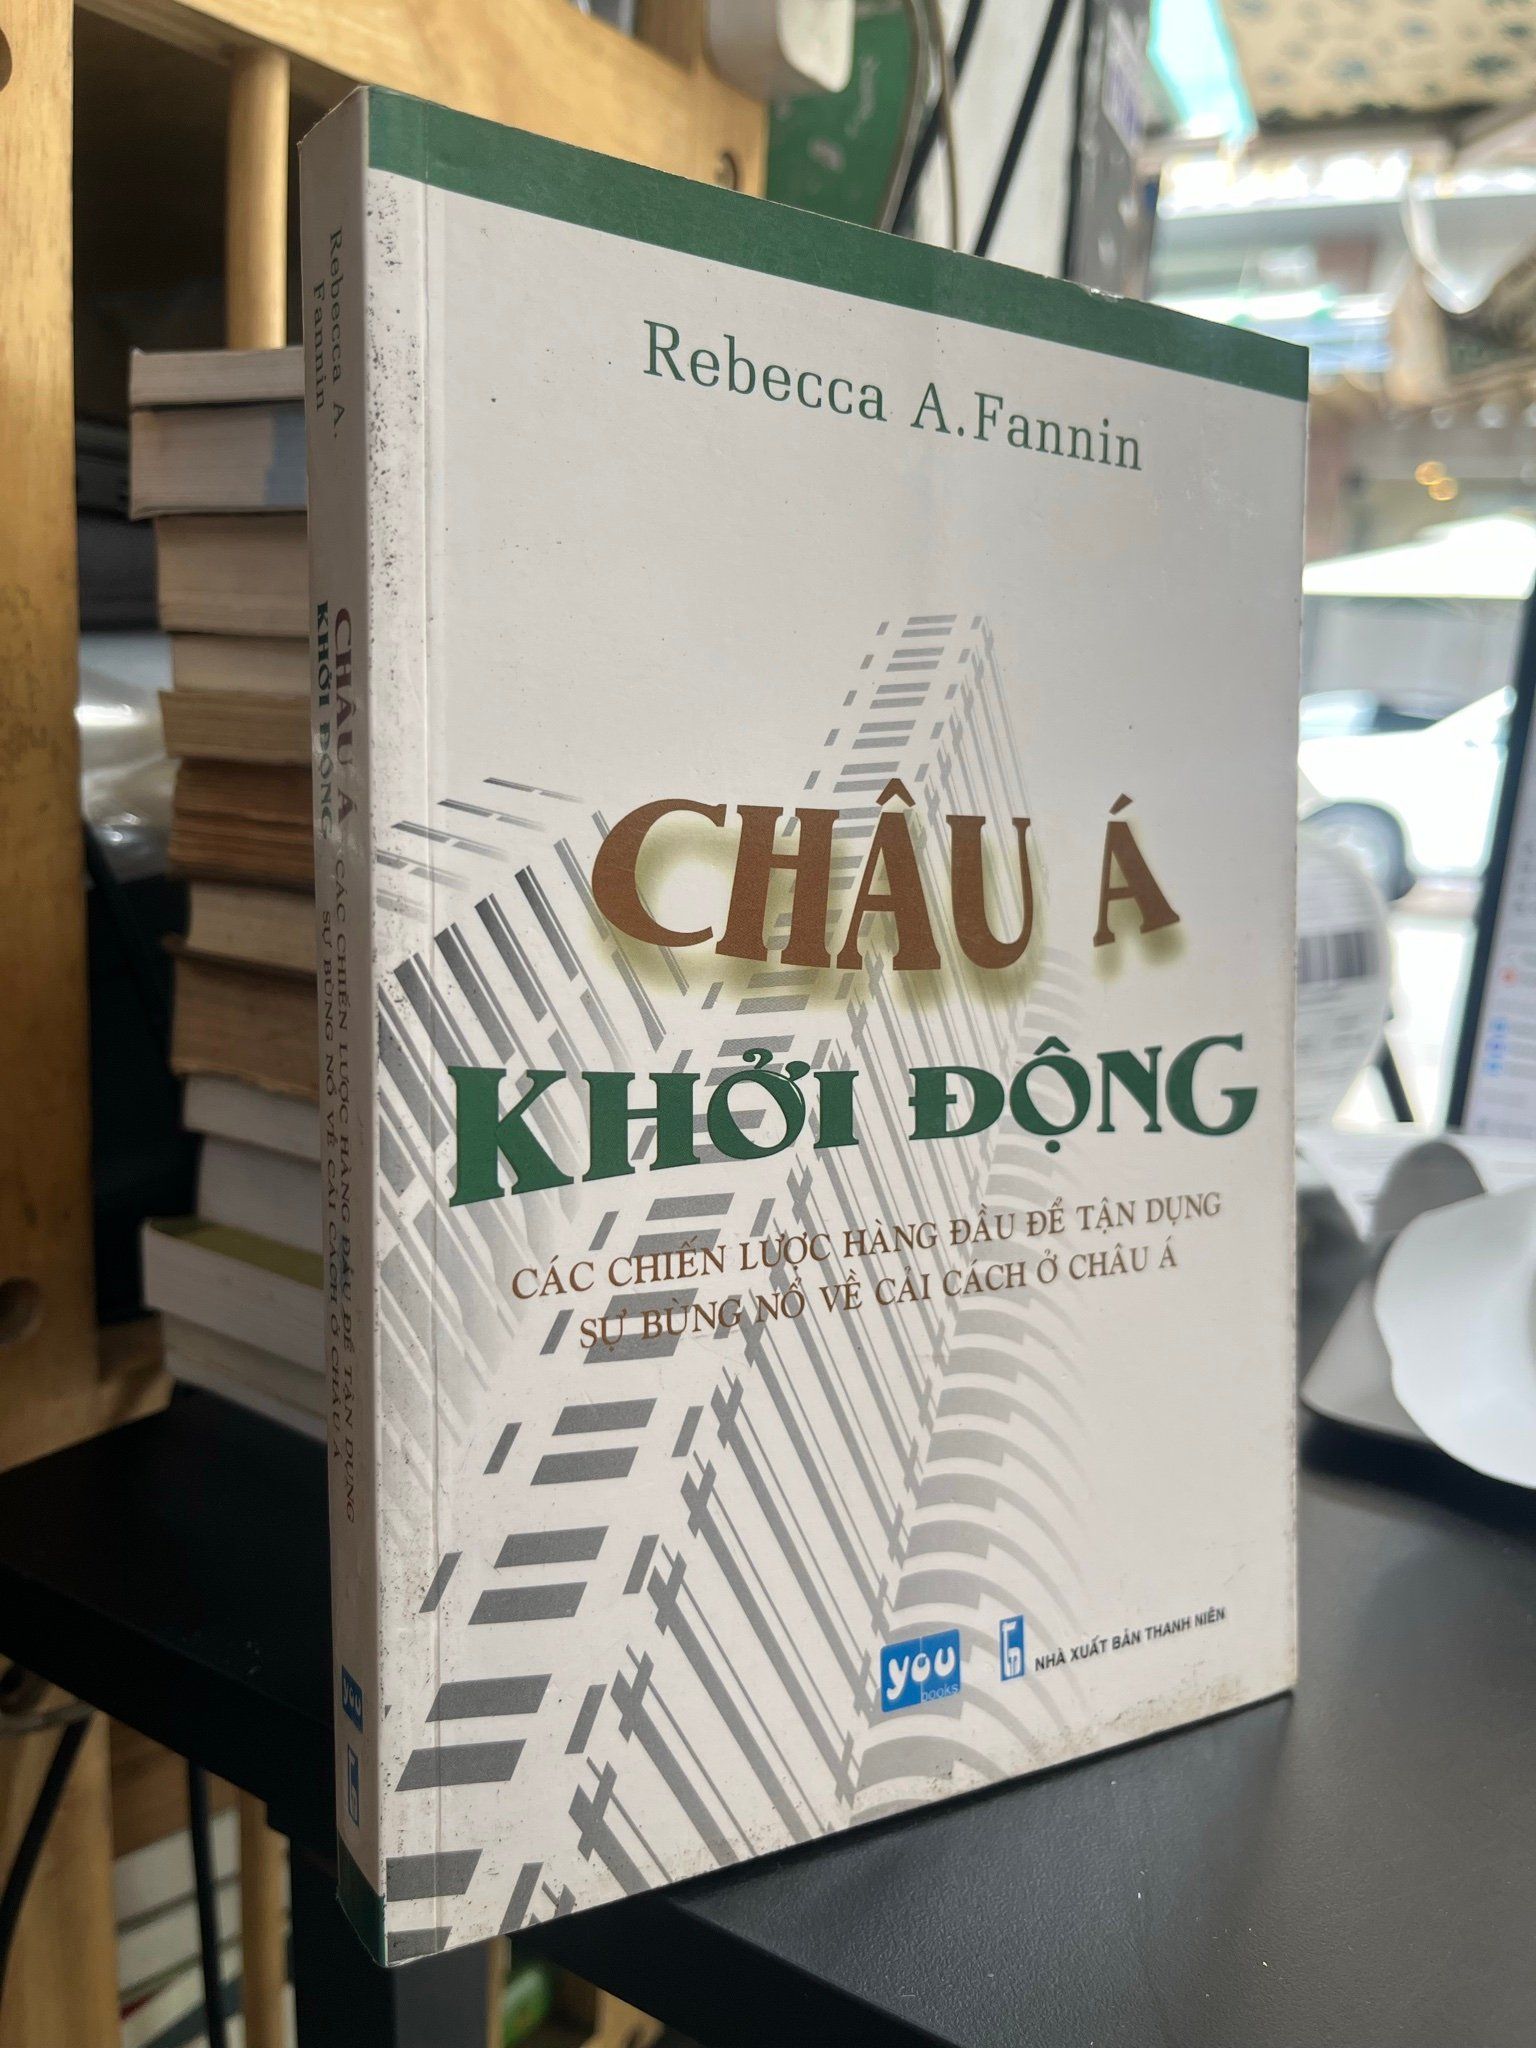 Rebecca A.Fannin
CHÂU Á
KHỞI ĐỘNG
CÁC CHIẾN LƯỢC HÀNG ĐẦU ĐỂ TẬN DỤNG
SỰ BÙNG NỔ VỀ CẢI CÁCH Ở CHÂU Á
you
books
NHÀ XUẤT BẢN THANH NIÊN
Rebecca A.
Fannin
CHÂU Á
KHỞI ĐỘNG
CÁC CHIẾN LƯỢC HÀNG ĐẦU ĐỂ TẬN DỤNG
SỰ BÙNG NỔ VỀ CẢI CÁCH Ở CHÂU Á
you